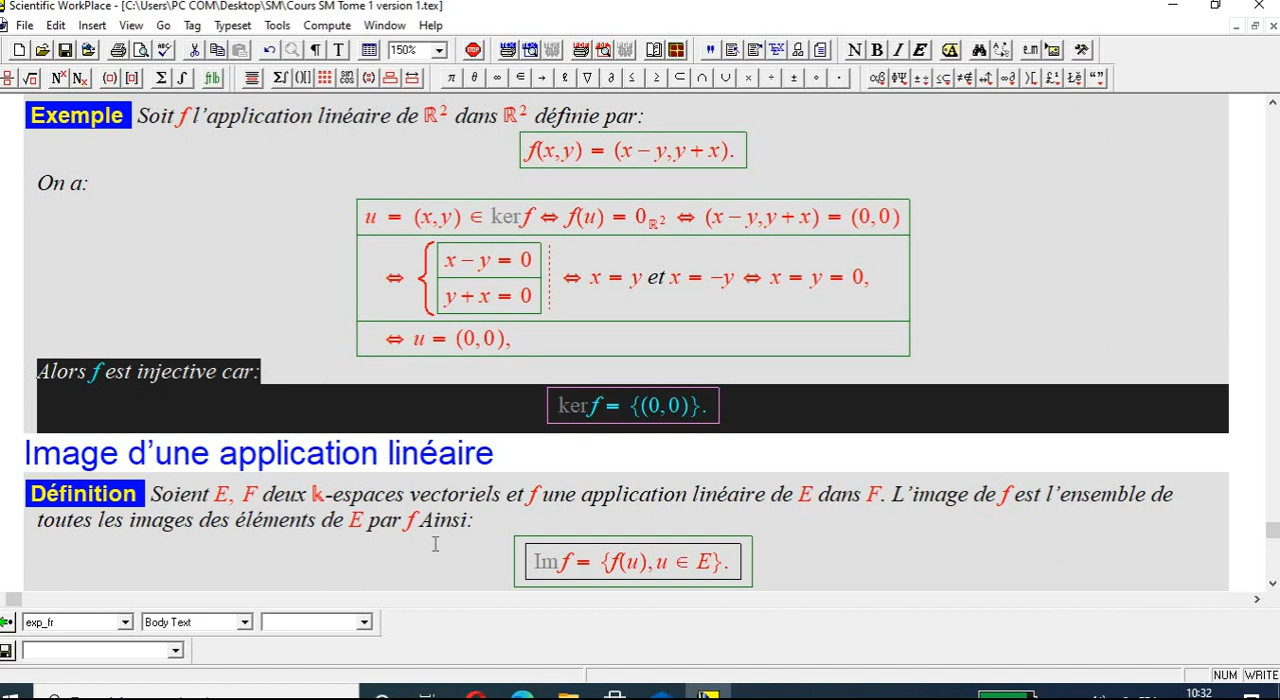 Scientific WorkPlace - [C:\Users\PC COM\Desktop\SM\Cours SM Tome 1 version 1.tex]
File Edit Insert View Go Tag Typeset Tools Compute Window Help
150%
Exemple Soit f l'application linéaire de ℝ² dans ℝ² définie par:
f(x,y) = (x − y, y + x).
On a:
u = (x,y) ∈ ker f ⇔ f(u) = 0_ℝ² ⇔ (x − y, y + x) = (0,0)
⇔ { x − y = 0
y + x = 0 ⇔ x = y et x = −y ⇔ x = y = 0,
⇔ u = (0,0),
Alors f est injective car:
ker f = {(0,0)}.
Image d'une application linéaire
Définition Soient E, F deux 𝕜-espaces vectoriels et f une application linéaire de E dans F. L'image de f est l'ensemble de
toutes les images des éléments de E par f Ainsi:
Im f = {f(u), u ∈ E}.
exp_fr Body Text
NUM WRITE
10:32